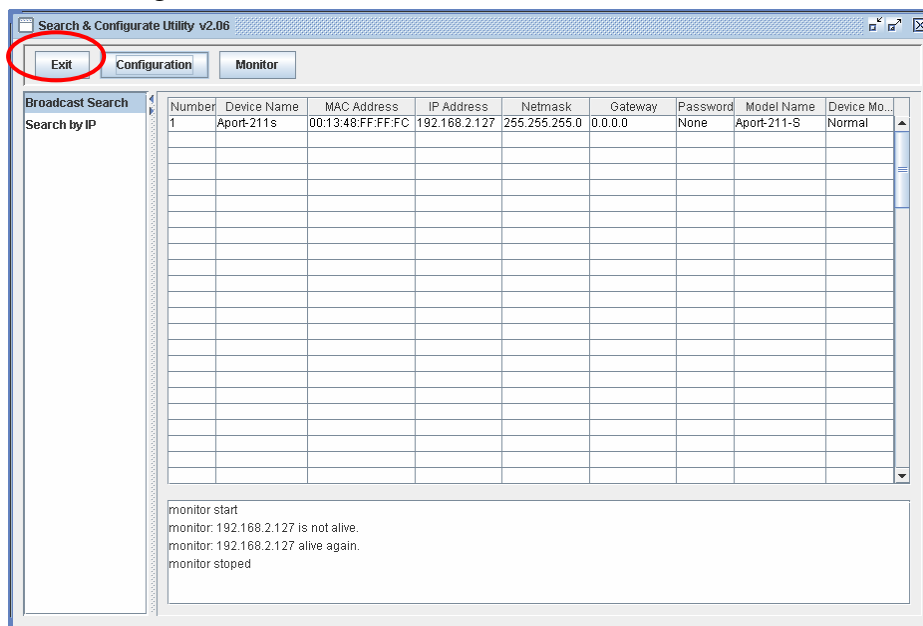 Search & Configurate Utility v2.06
Exit Configuration Monitor
Broadcast Search
Search by IP
Number Device Name MAC Address IP Address Netmask Gateway Password Model Name Device Mo...
1 Aport-211s 00:13:48:FF:FF:FC 192.168.2.127 255.255.255.0 0.0.0.0 None Aport-211-S Normal
monitor start
monitor: 192.168.2.127 is not alive.
monitor: 192.168.2.127 alive again.
monitor stoped